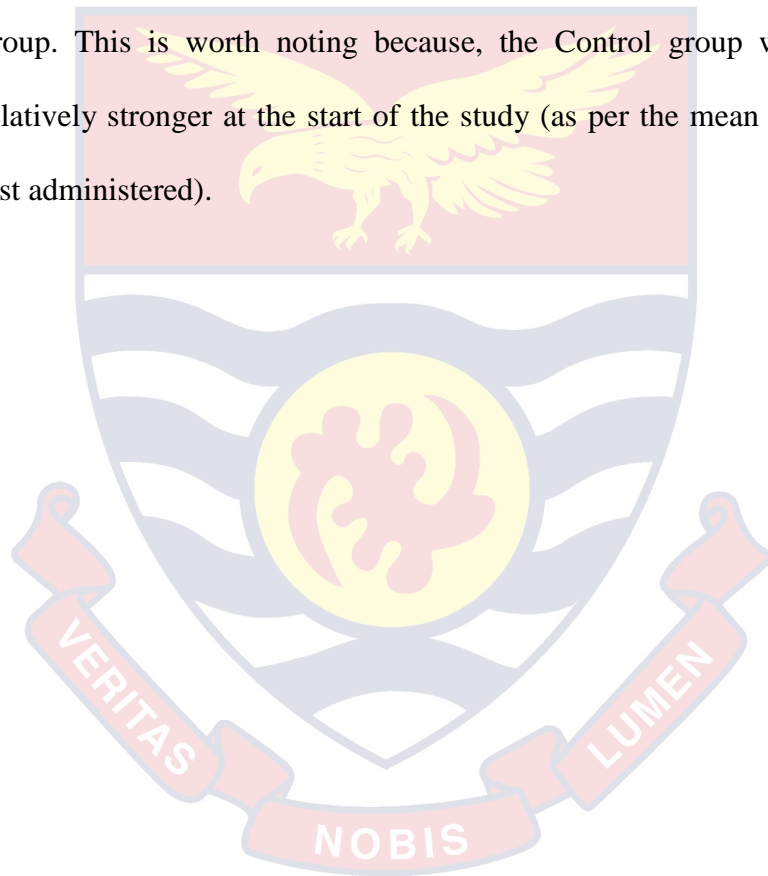 roup. This is worth noting because, the Control group w
latively stronger at the start of the study (as per the mean
st administered).
VERITAS
NOBIS
LUMEN